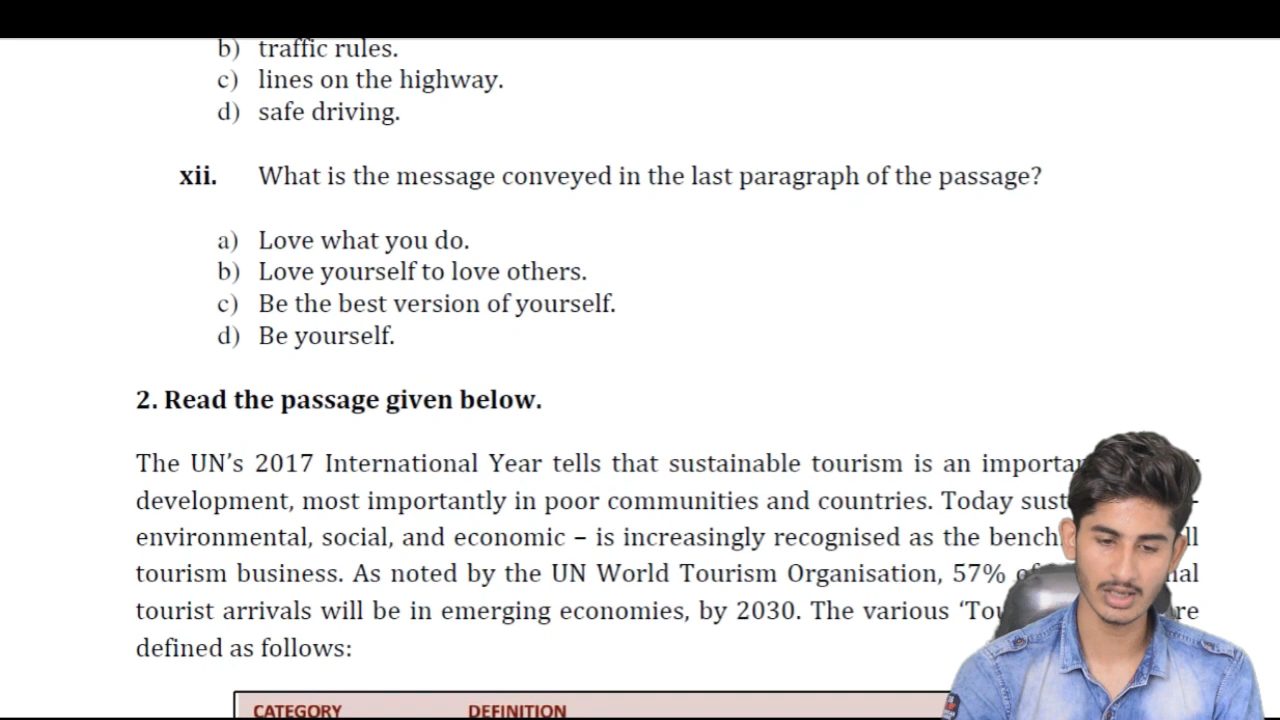 b) traffic rules.
c) lines on the highway.
d) safe driving.
xii. What is the message conveyed in the last paragraph of the passage?
a) Love what you do.
b) Love yourself to love others.
c) Be the best version of yourself.
d) Be yourself.
2. Read the passage given below.
The UN's 2017 International Year tells that sustainable tourism is an
development, most importantly in poor communities and countries. Today
environmental, social, and economic – is increasingly recognised as the
tourism business. As noted by the UN World Tourism Organisation, 57%
tourist arrivals will be in emerging economies, by 2030. The various
defined as follows:
CATEGORY DEFINITION